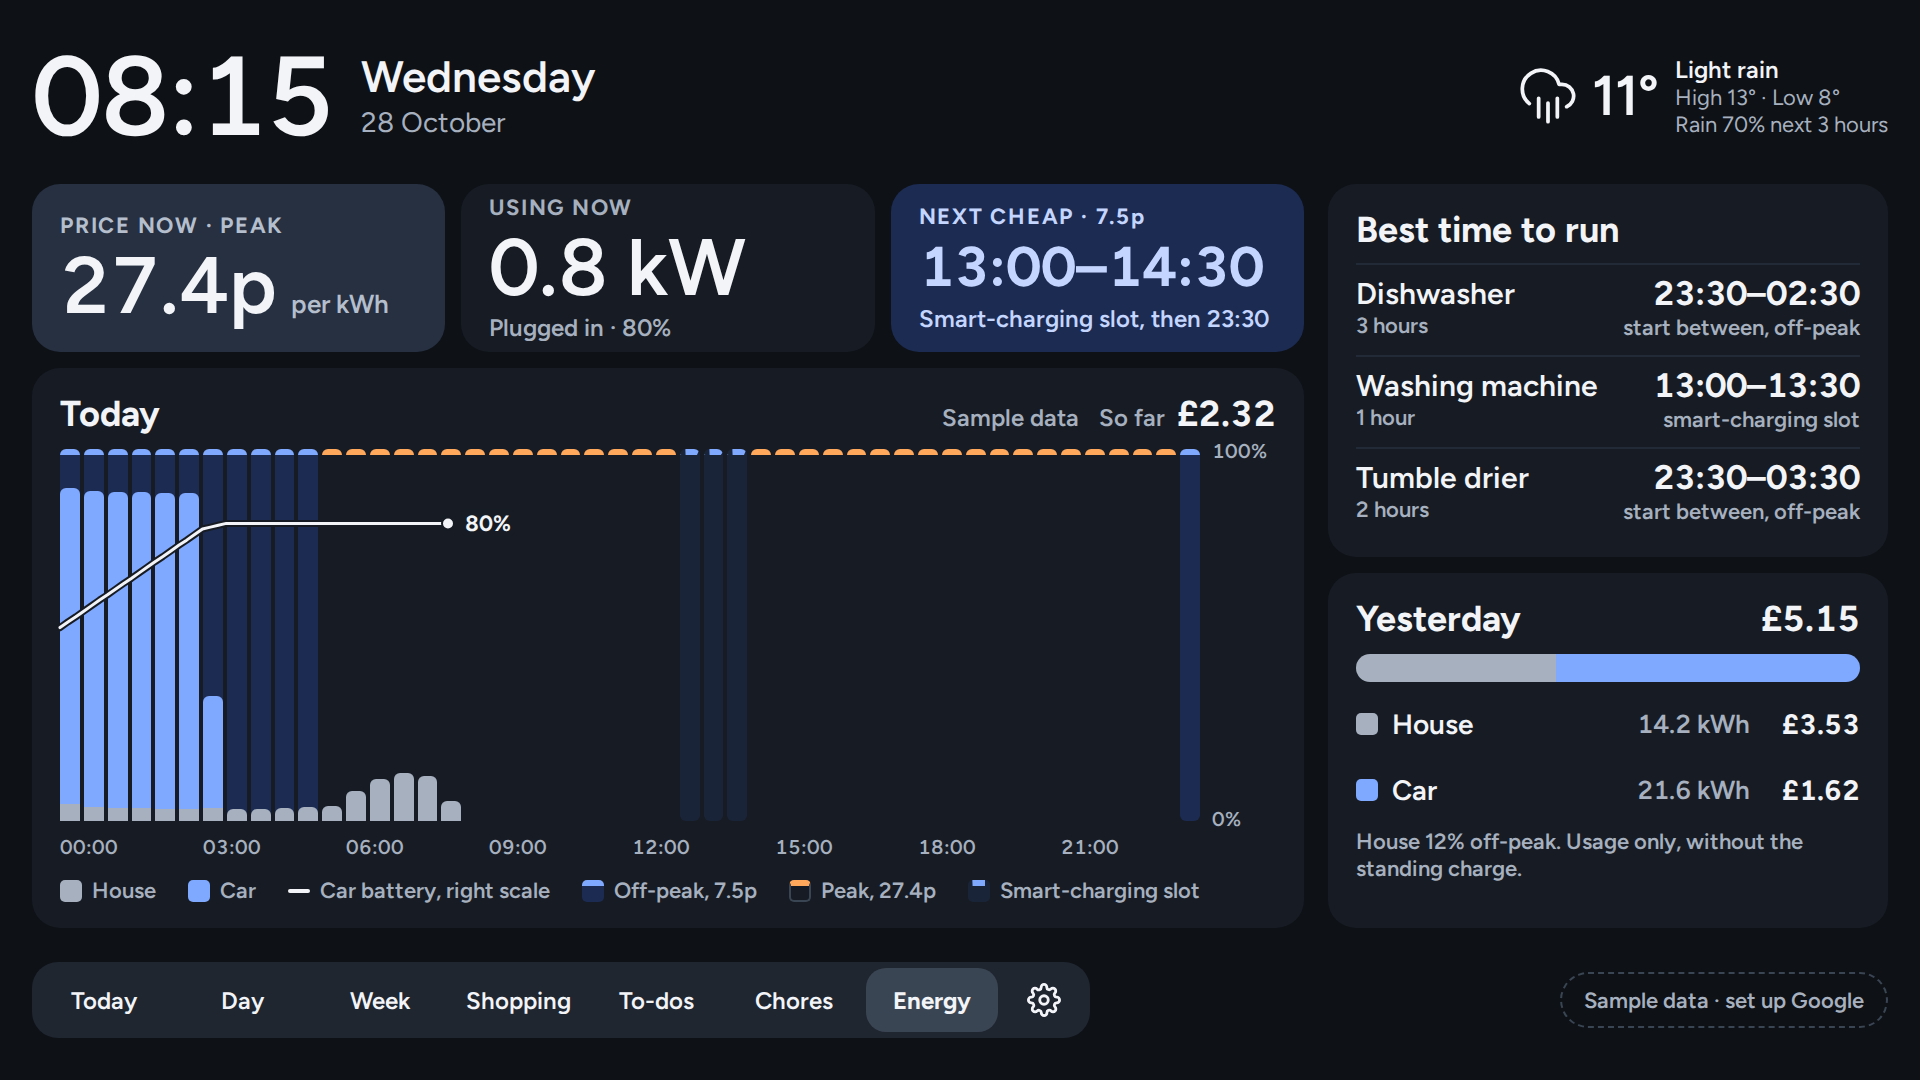 08:15
Wednesday
28 October
11°
Light rain
High 13° · Low 8°
Rain 70% next 3 hours
PRICE NOW · PEAK
27.4p per kWh
USING NOW
0.8 kW
Plugged in · 80%
NEXT CHEAP · 7.5p
13:00–14:30
Smart-charging slot, then 23:30
Today
Sample data So far £2.32
100%
80%
0%
00:00 03:00 06:00 09:00 12:00 15:00 18:00 21:00
House Car Car battery, right scale Off-peak, 7.5p Peak, 27.4p Smart-charging slot
Best time to run
Dishwasher 23:30–02:30
3 hours start between, off-peak
Washing machine 13:00–13:30
1 hour smart-charging slot
Tumble drier 23:30–03:30
2 hours start between, off-peak
Yesterday £5.15
House 14.2 kWh £3.53
Car 21.6 kWh £1.62
House 12% off-peak. Usage only, without the
standing charge.
Today Day Week Shopping To-dos Chores Energy
Sample data · set up Google